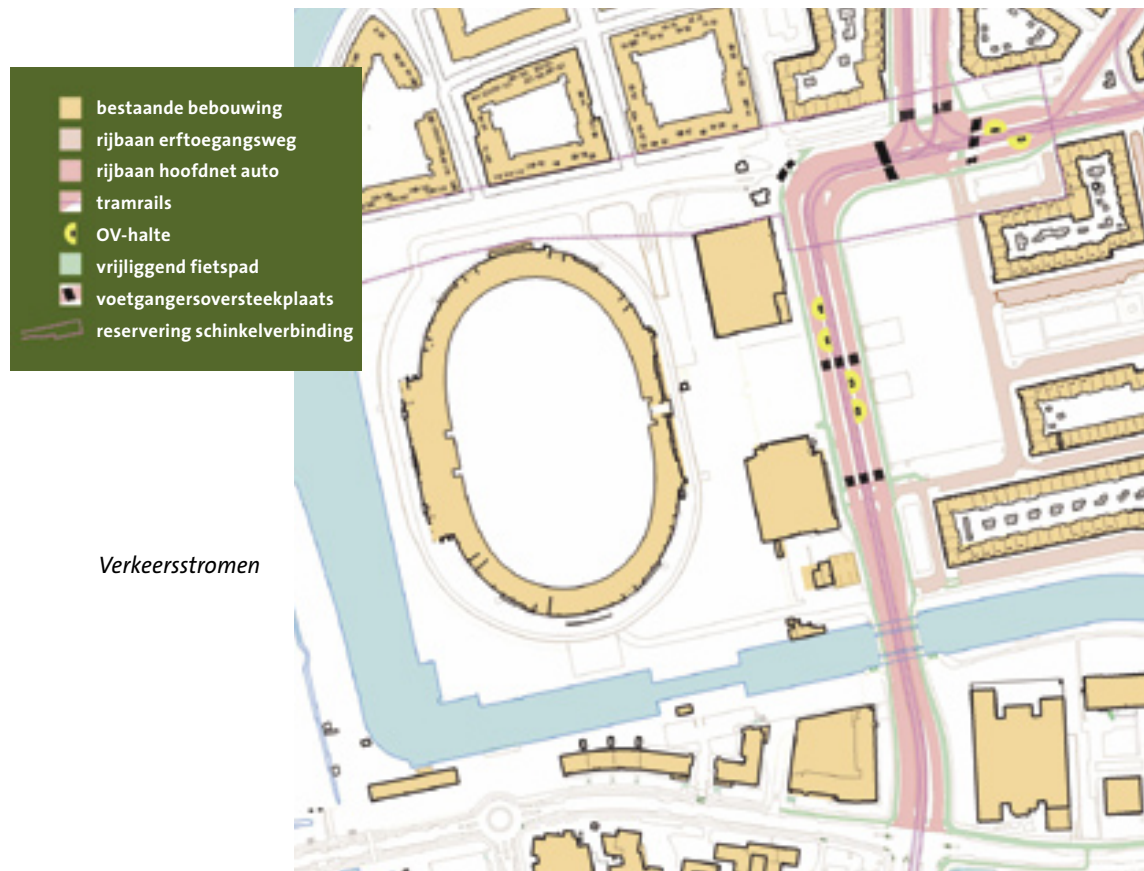 bestaande bebouwing
rijbaan erftoegangsweg
rijbaan hoofdnet auto
tramrails
OV-halte
vrijliggend fietspad
voetgangersoversteekplaats
reservering schinkelverbinding
Verkeersstromen